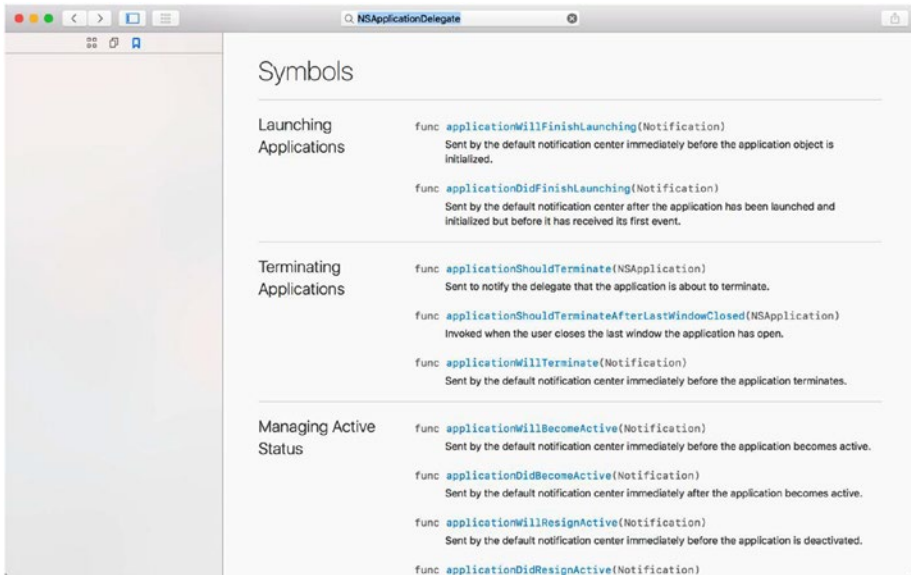 NSApplicationDelegate
Symbols
Launching
Applications
func applicationWillFinishLaunching(Notification)
Sent by the default notification center immediately before the application object is
initialized.
func applicationDidFinishLaunching(Notification)
Sent by the default notification center after the application has been launched and
initialized but before it has received its first event.
Terminating
Applications
func applicationShouldTerminate(NSApplication)
Sent to notify the delegate that the application is about to terminate.
func applicationShouldTerminateAfterLastWindowClosed(NSApplication)
Invoked when the user closes the last window the application has open.
func applicationWillTerminate(Notification)
Sent by the default notification center immediately before the application terminates.
Managing Active
Status
func applicationWillBecomeActive(Notification)
Sent by the default notification center immediately before the application becomes active.
func applicationDidBecomeActive(Notification)
Sent by the default notification center immediately after the application becomes active.
func applicationWillResignActive(Notification)
Sent by the default notification center immediately before the application is deactivated.
func applicationDidResignActive(Notification)